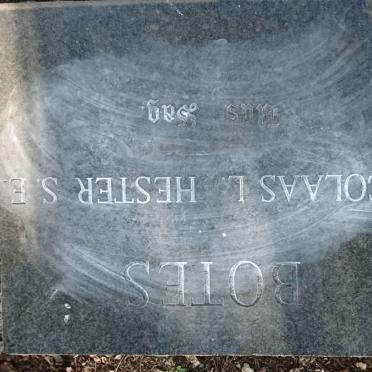 BOTES
COLAAS L. HESTER S.E.
Rus Sag